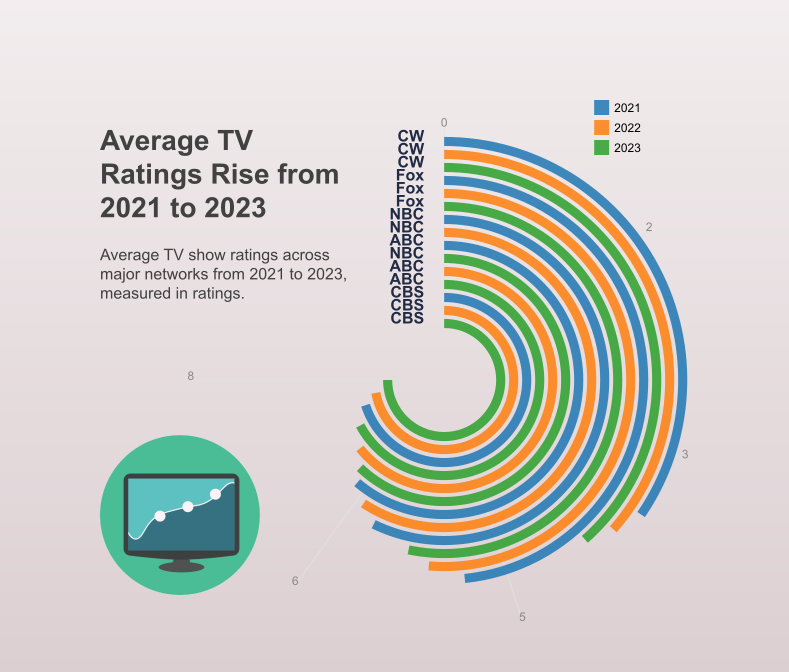 Average TV
Ratings Rise from
2021 to 2023
Average TV show ratings across
major networks from 2021 to 2023,
measured in ratings.
2021
2022
2023
CW
CW
CW
Fox
Fox
Fox
NBC
NBC
ABC
NBC
ABC
ABC
CBS
CBS
CBS
0
2
3
5
6
8